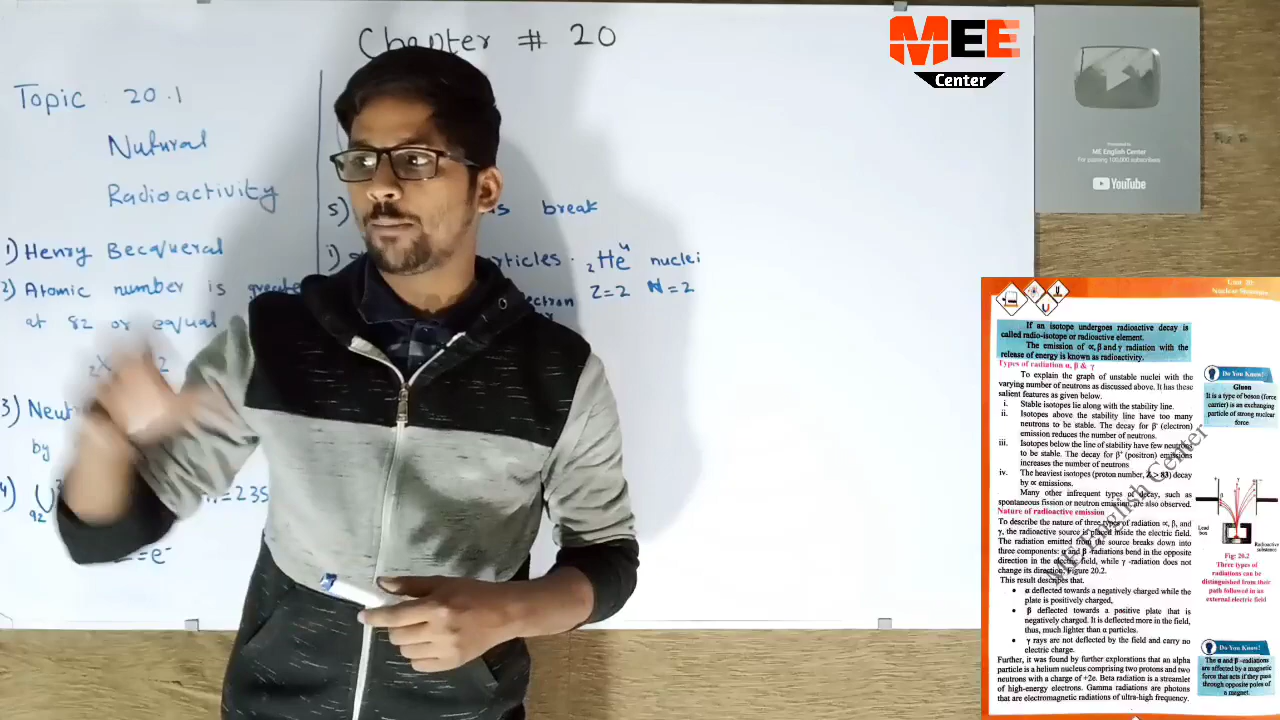 Chapter # 20
Topic 20.1
Nutural
Radioactivity
1) Henry Becqueral
2) Atomic number is greater
at 82 or equal
3)
by
4)
92
=235
=e-
5)
break
1)
2He4 nuclei
Z=2 N=2
MEE
Center
Presented to
ME English Center
For passing 100,000 subscribers
YouTube
Unit 20:
Nuclear Structure
If an isotope undergoes radioactive decay is
called radio-isotope or radioactive element.
The emission of α, β and γ radiation with the
release of energy is known as radioactivity.
Types of radiation α, β & γ
To explain the graph of unstable nuclei with the
varying number of neutrons as discussed above. It has these
salient features as given below.
i. Stable isotopes lie along with the stability line.
ii. Isotopes above the stability line have too many
neutrons to be stable. The decay for β- (electron)
emission reduces the number of neutrons.
iii. Isotopes below the line of stability have few neutrons
to be stable. The decay for β+ (positron) emissions
increases the number of neutrons
iv. The heaviest isotopes (proton number, Z > 83) decay
by α emissions.
Many other infrequent types of decay, such as
spontaneous fission or neutron emission, are also observed.
Nature of radioactive emission
To describe the nature of three types of radiation α, β, and
γ, the radioactive source is placed inside the electric field.
The radiation emitted from the source breaks down into
three components: α and β -radiations bend in the opposite
direction in the electric field, while γ -radiation does not
change its direction, Figure 20.2.
This result describes that.
• α deflected towards a negatively charged while the
plate is positively charged,
• β deflected towards a positive plate that is
negatively charged. It is deflected more in the field,
thus, much lighter than α particles.
• γ rays are not deflected by the field and carry no
electric charge.
Further, it was found by further explorations that an alpha
particle is a helium nucleus comprising two protons and two
neutrons with a charge of +2e. Beta radiation is a streamlet
of high-energy electrons. Gamma radiations are photons
that are electromagnetic radiations of ultra-high frequency.
ME English Center
Do You Know!
Gluon
It is a type of boson (force
carrier) is an exchanging
particle of strong nuclear
force
Lead
box
Radioactive
substance
Fig: 20.2
Three types of
radiations can be
distinguished from their
path followed in an
external electric field
Do You Know!
The α and β –radiations
are affected by a magnetic
force that acts if they pass
through opposite poles of
a magnet.